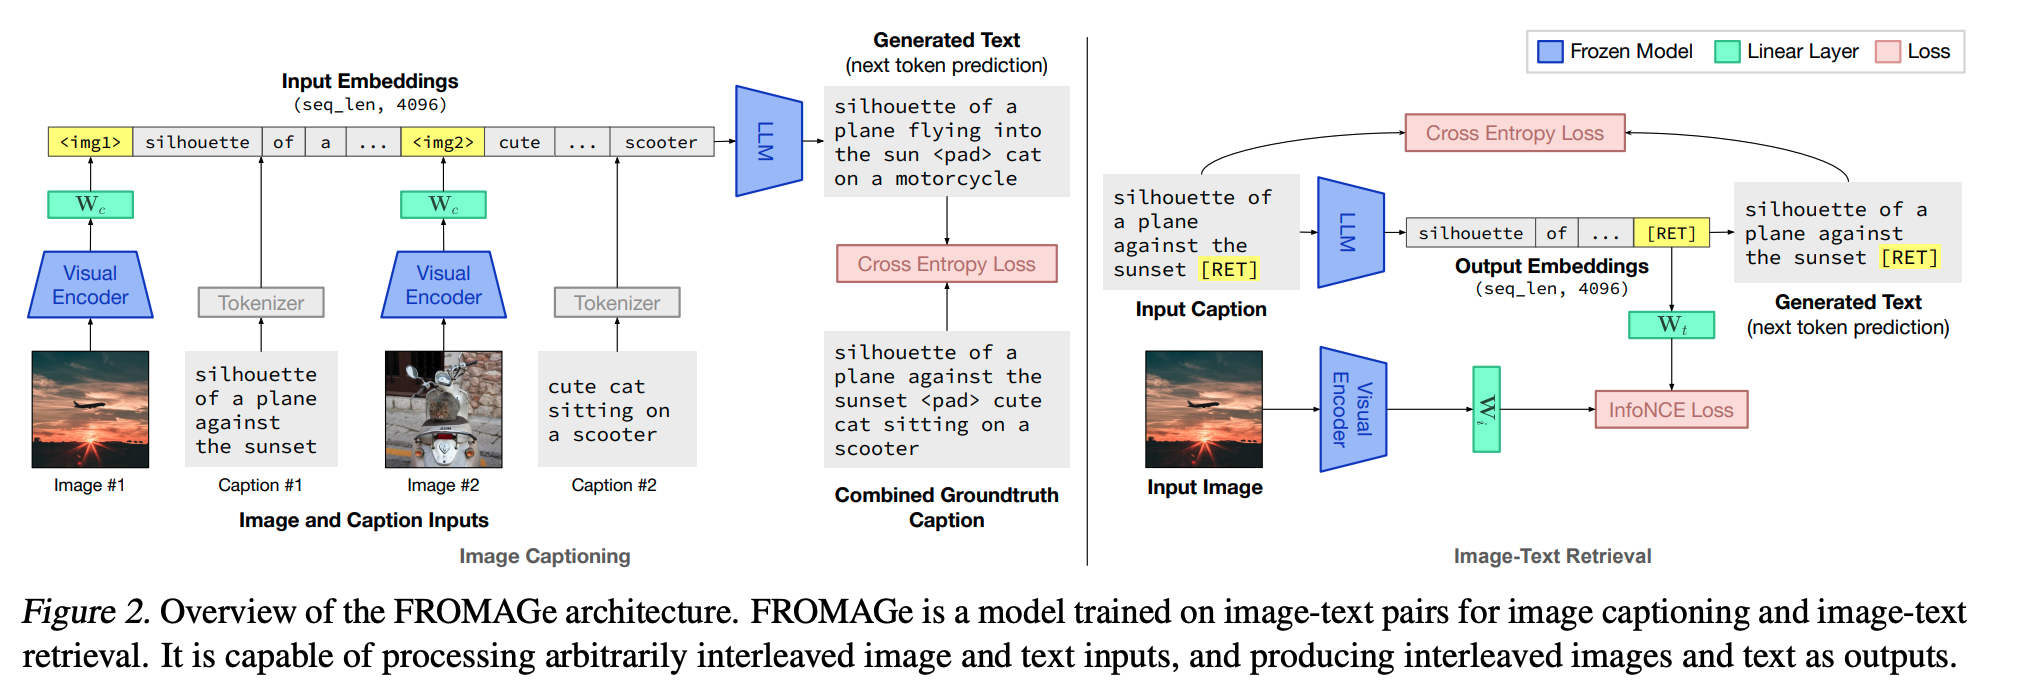 Generated Text
(next token prediction)
Input Embeddings
(seq_len, 4096)
<img1> silhouette of a ... <img2> cute ... scooter
LLM
silhouette of a
plane flying into
the sun <pad> cat
on a motorcycle
W_c
W_c
Visual
Encoder
Tokenizer
Visual
Encoder
Tokenizer
Cross Entropy Loss
silhouette
of a plane
against
the sunset
cute cat
sitting on
a scooter
silhouette of a
plane against the
sunset <pad> cute
cat sitting on a
scooter
Image #1
Caption #1
Image #2
Caption #2
Image and Caption Inputs
Combined Groundtruth
Caption
Image Captioning
Frozen Model
Linear Layer
Loss
Cross Entropy Loss
silhouette of
a plane
against the
sunset [RET]
Input Caption
LLM
silhouette of ... [RET]
Output Embeddings
(seq_len, 4096)
silhouette of a
plane against
the sunset [RET]
Generated Text
(next token prediction)
W_t
Visual
Encoder
W_i
InfoNCE Loss
Input Image
Image-Text Retrieval
Figure 2. Overview of the FROMAGe architecture. FROMAGe is a model trained on image-text pairs for image captioning and image-text
retrieval. It is capable of processing arbitrarily interleaved image and text inputs, and producing interleaved images and text as outputs.